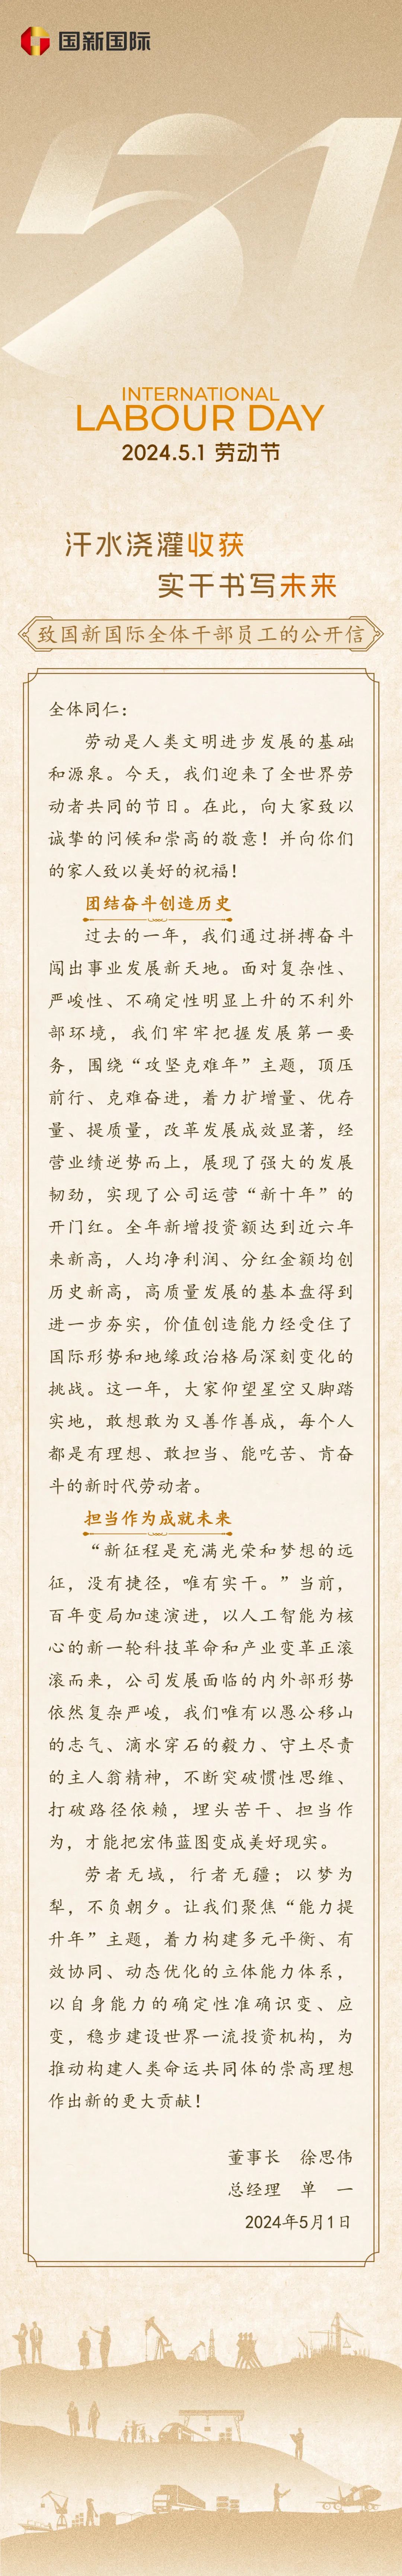 国新国际
51
INTERNATIONAL
LABOUR DAY
2024.5.1 劳动节
汗水浇灌收获
实干书写未来
致国新国际全体干部员工的公开信
全体同仁：
劳动是人类文明进步发展的基础
和源泉。今天，我们迎来了全世界劳
动者共同的节日。在此，向大家致以
诚挚的问候和崇高的敬意！并向你们
的家人致以美好的祝福！
团结奋斗创造历史
过去的一年，我们通过拼搏奋斗
闯出事业发展新天地。面对复杂性、
严峻性、不确定性明显上升的不利外
部环境，我们牢牢把握发展第一要
务，围绕“攻坚克难年”主题，顶压
前行、克难奋进，着力扩增量、优存
量、提质量，改革发展成效显著，经
营业绩逆势而上，展现了强大的发展
韧劲，实现了公司运营“新十年”的
开门红。全年新增投资额达到近六年
来新高，人均净利润、分红金额均创
历史新高，高质量发展的基本盘得到
进一步夯实，价值创造能力经受住了
国际形势和地缘政治格局深刻变化的
挑战。这一年，大家仰望星空又脚踏
实地，敢想敢为又善作善成，每个人
都是有理想、敢担当、能吃苦、肯奋
斗的新时代劳动者。
担当作为成就未来
“新征程是充满光荣和梦想的远
征，没有捷径，唯有实干。”当前，
百年变局加速演进，以人工智能为核
心的新一轮科技革命和产业变革正滚
滚而来，公司发展面临的内外部形势
依然复杂严峻，我们唯有以愚公移山
的志气、滴水穿石的毅力、守土尽责
的主人翁精神，不断突破惯性思维、
打破路径依赖，埋头苦干、担当作
为，才能把宏伟蓝图变成美好现实。
劳者无域，行者无疆；以梦为
犁，不负朝夕。让我们聚焦“能力提
升年”主题，着力构建多元平衡、有
效协同、动态优化的立体能力体系，
以自身能力的确定性准确识变、应
变，稳步建设世界一流投资机构，为
推动构建人类命运共同体的崇高理想
作出新的更大贡献！
董事长 徐思伟
总经理 单 一
2024年5月1日